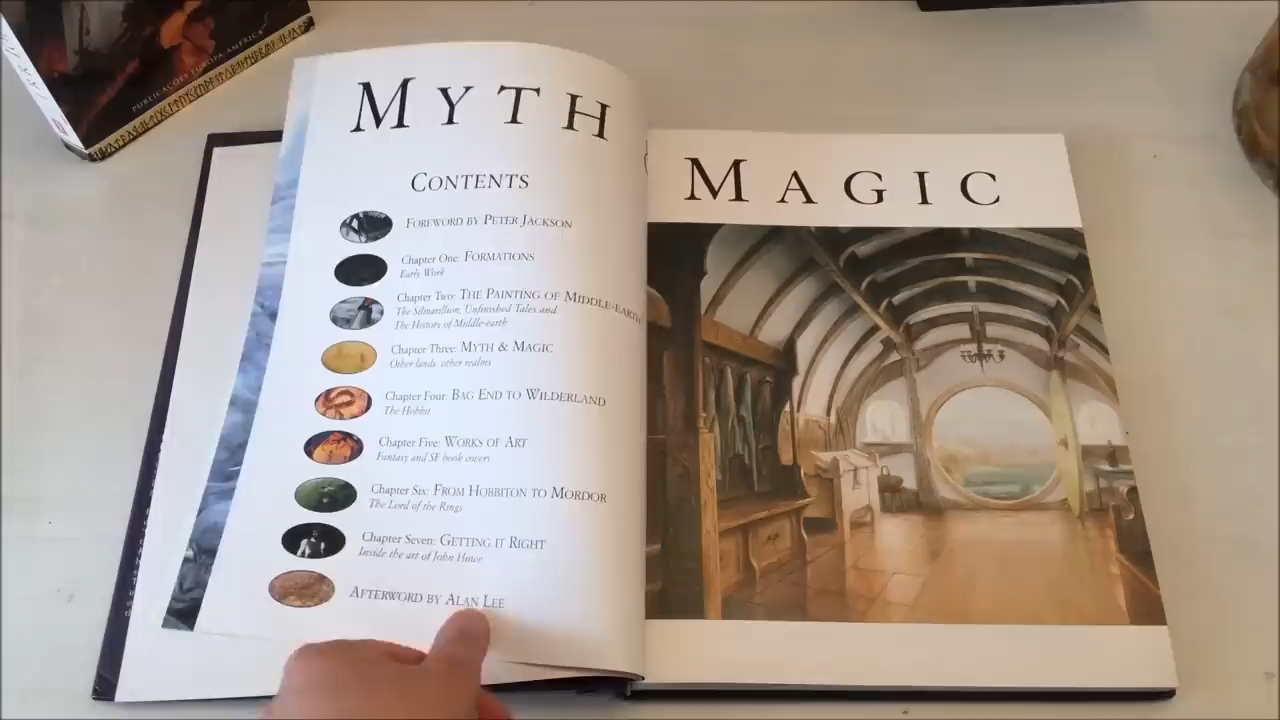 PUBLICAÇÕES EUROPA-AMÉRICA
MYTH
MAGIC
CONTENTS
FOREWORD BY PETER JACKSON
Chapter One: FORMATIONS
Early Work
Chapter Two: THE PAINTING OF MIDDLE-EARTH
The Silmarillion, Unfinished Tales and
The History of Middle-earth
Chapter Three: MYTH & MAGIC
Other lands, other realms
Chapter Four: BAG END TO WILDERLAND
The Hobbit
Chapter Five: WORKS OF ART
Fantasy and SF book covers
Chapter Six: FROM HOBBITON TO MORDOR
The Lord of the Rings
Chapter Seven: GETTING IT RIGHT
Inside the art of John Howe
AFTERWORD BY ALAN LEE